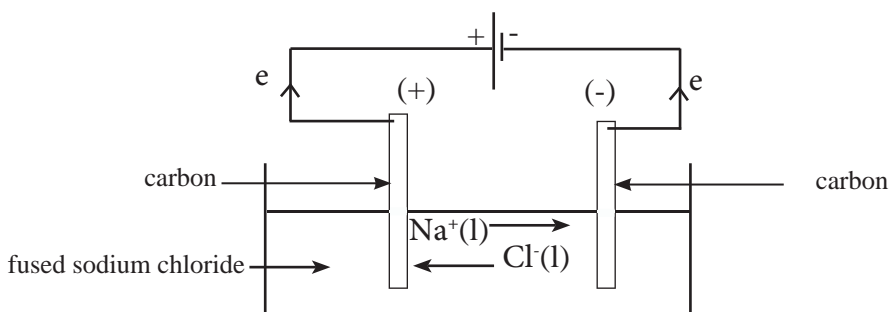 + -
e (+) (-) e
carbon carbon
Na⁺(l)
fused sodium chloride Cl⁻(l)